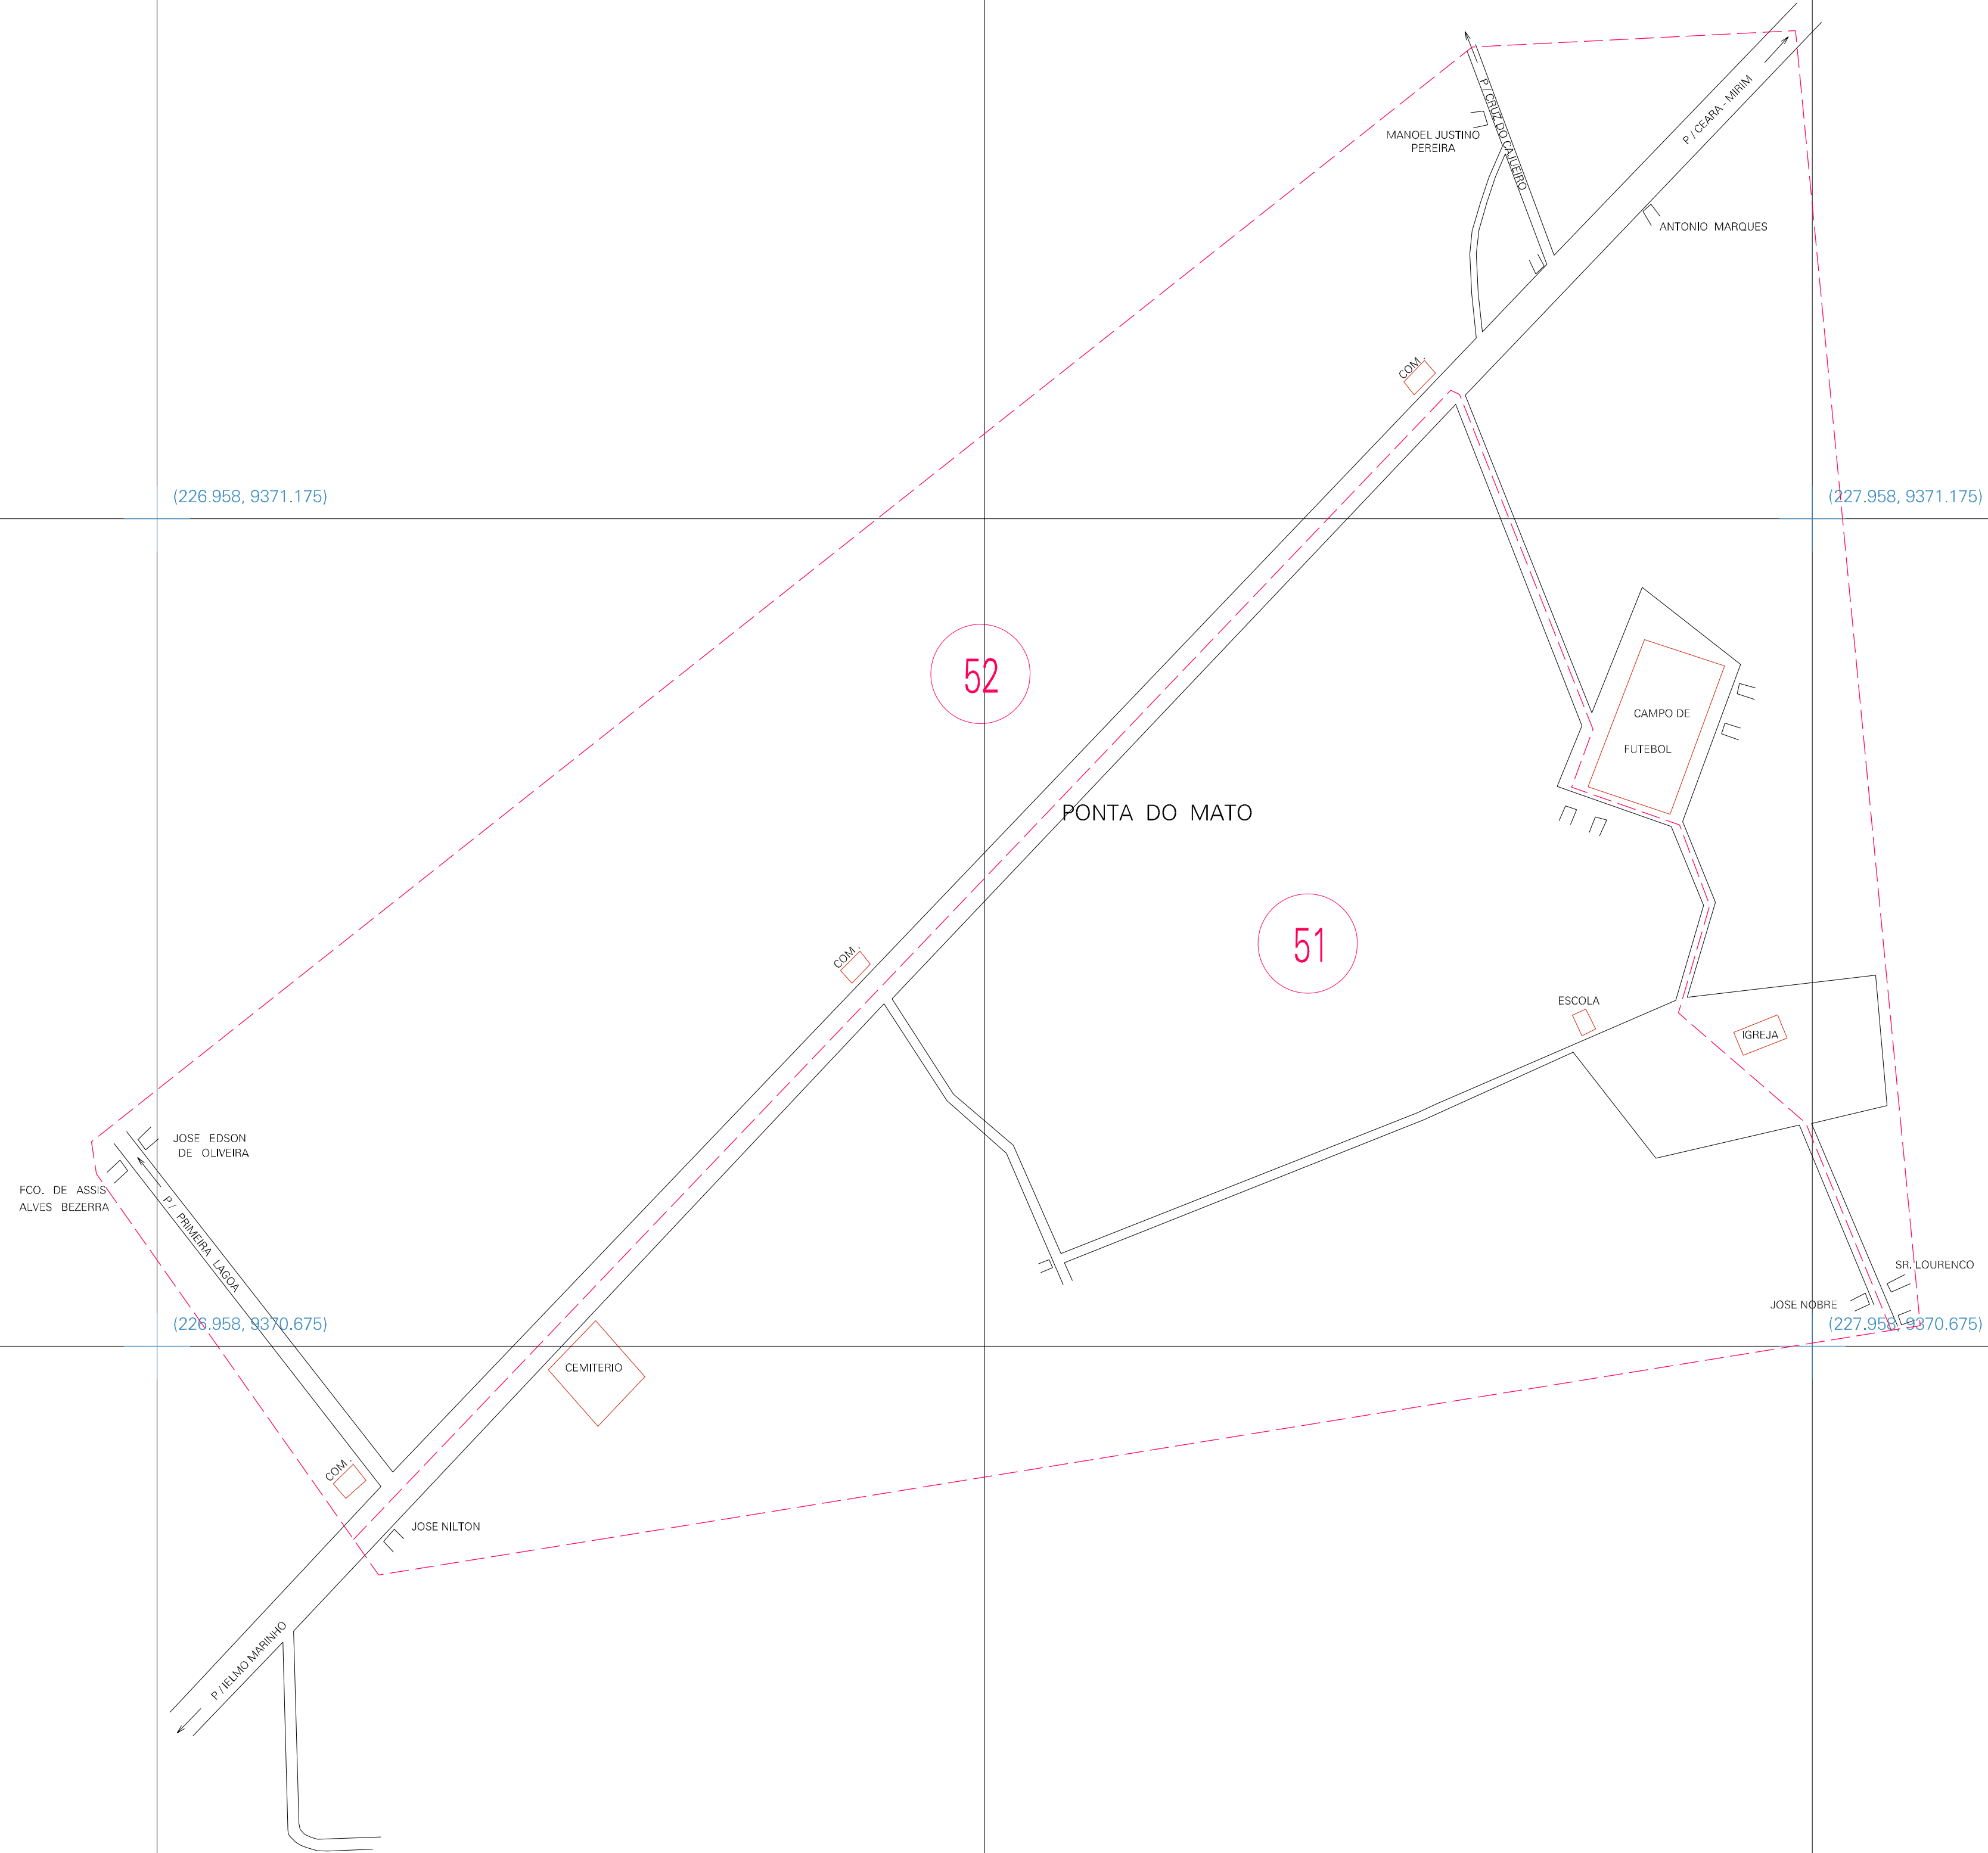 P / CRUZ DO CAJUEIRO
P / CEARA - MIRIM
MANOEL JUSTINO
PEREIRA
ANTONIO MARQUES
COM .
(226.958, 9371.175)
(227.958, 9371.175)
52
CAMPO DE
FUTEBOL
PONTA DO MATO
51
COM .
ESCOLA
IGREJA
JOSE EDSON
DE OLIVEIRA
FCO. DE ASSIS
ALVES BEZERRA
P / PRIMEIRA LAGOA
SR. LOURENCO
JOSE NOBRE
(226.958, 9370.675)
(227.958, 9370.675)
CEMITERIO
COM .
JOSE NILTON
P / IELMO MARINHO